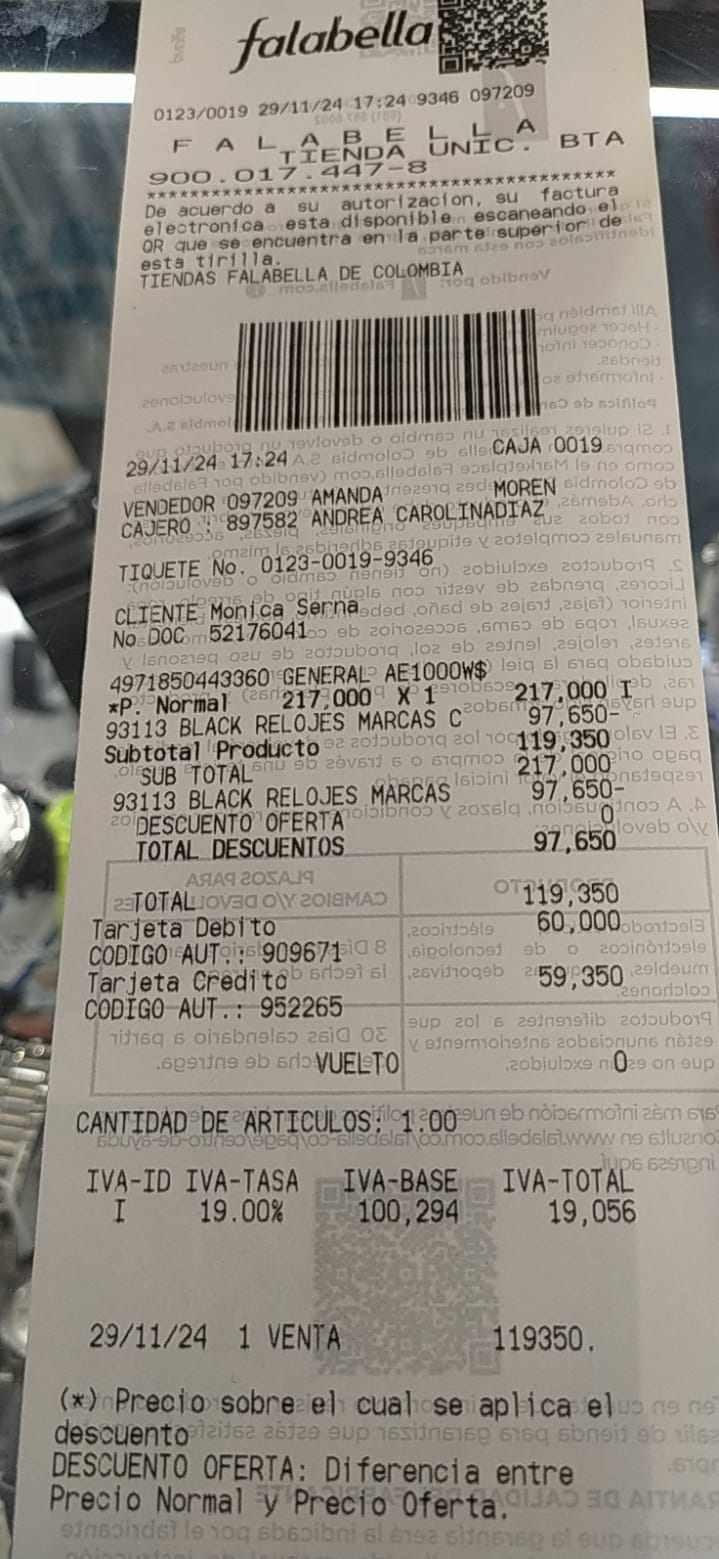 falabella
0123/0019 29/11/24 17:24 9346 097209
F A L A B E L L A
TIENDA UNIC. BTA
900.017.447-8
******************************************
De acuerdo a su autorizacion, su factura
electronica esta disponible escaneando el
QR que se encuentra en la parte superior de
esta tirilla.
TIENDAS FALABELLA DE COLOMBIA
29/11/24 17:24 CAJA 0019
VENDEDOR 097209 AMANDA MOREN
CAJERO : 897582 ANDREA CAROLINADIAZ
TIQUETE No. 0123-0019-9346
CLIENTE Monica Serna
No DOC 52176041
4971850443360 GENERAL AE1000W$
*P. Normal 217,000 X 1 217,000 I
93113 BLACK RELOJES MARCAS C 97,650-
Subtotal Producto 119,350
SUB TOTAL 217,000
93113 BLACK RELOJES MARCAS 97,650-
DESCUENTO OFERTA 0
TOTAL DESCUENTOS 97,650
TOTAL 119,350
Tarjeta Debito 60,000
CODIGO AUT.: 909671
Tarjeta Credito 59,350
CODIGO AUT.: 952265
VUELTO 0
CANTIDAD DE ARTICULOS: 1.00
IVA-ID IVA-TASA IVA-BASE IVA-TOTAL
I 19.00% 100,294 19,056
29/11/24 1 VENTA 119350.
(*) Precio sobre el cual se aplica el
descuento
DESCUENTO OFERTA: Diferencia entre
Precio Normal y Precio Oferta.